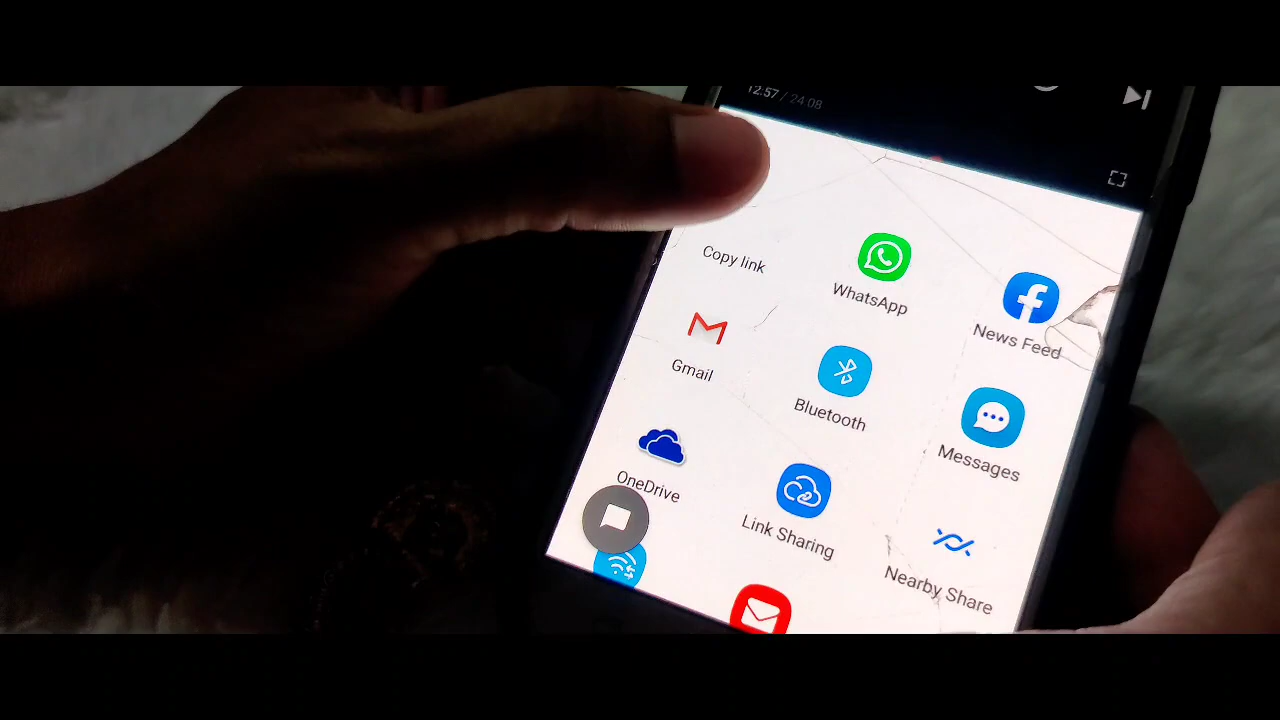 12:57 / 24:08
Copy link
WhatsApp
News Feed
Gmail
Bluetooth
Messages
OneDrive
Link Sharing
Nearby Share